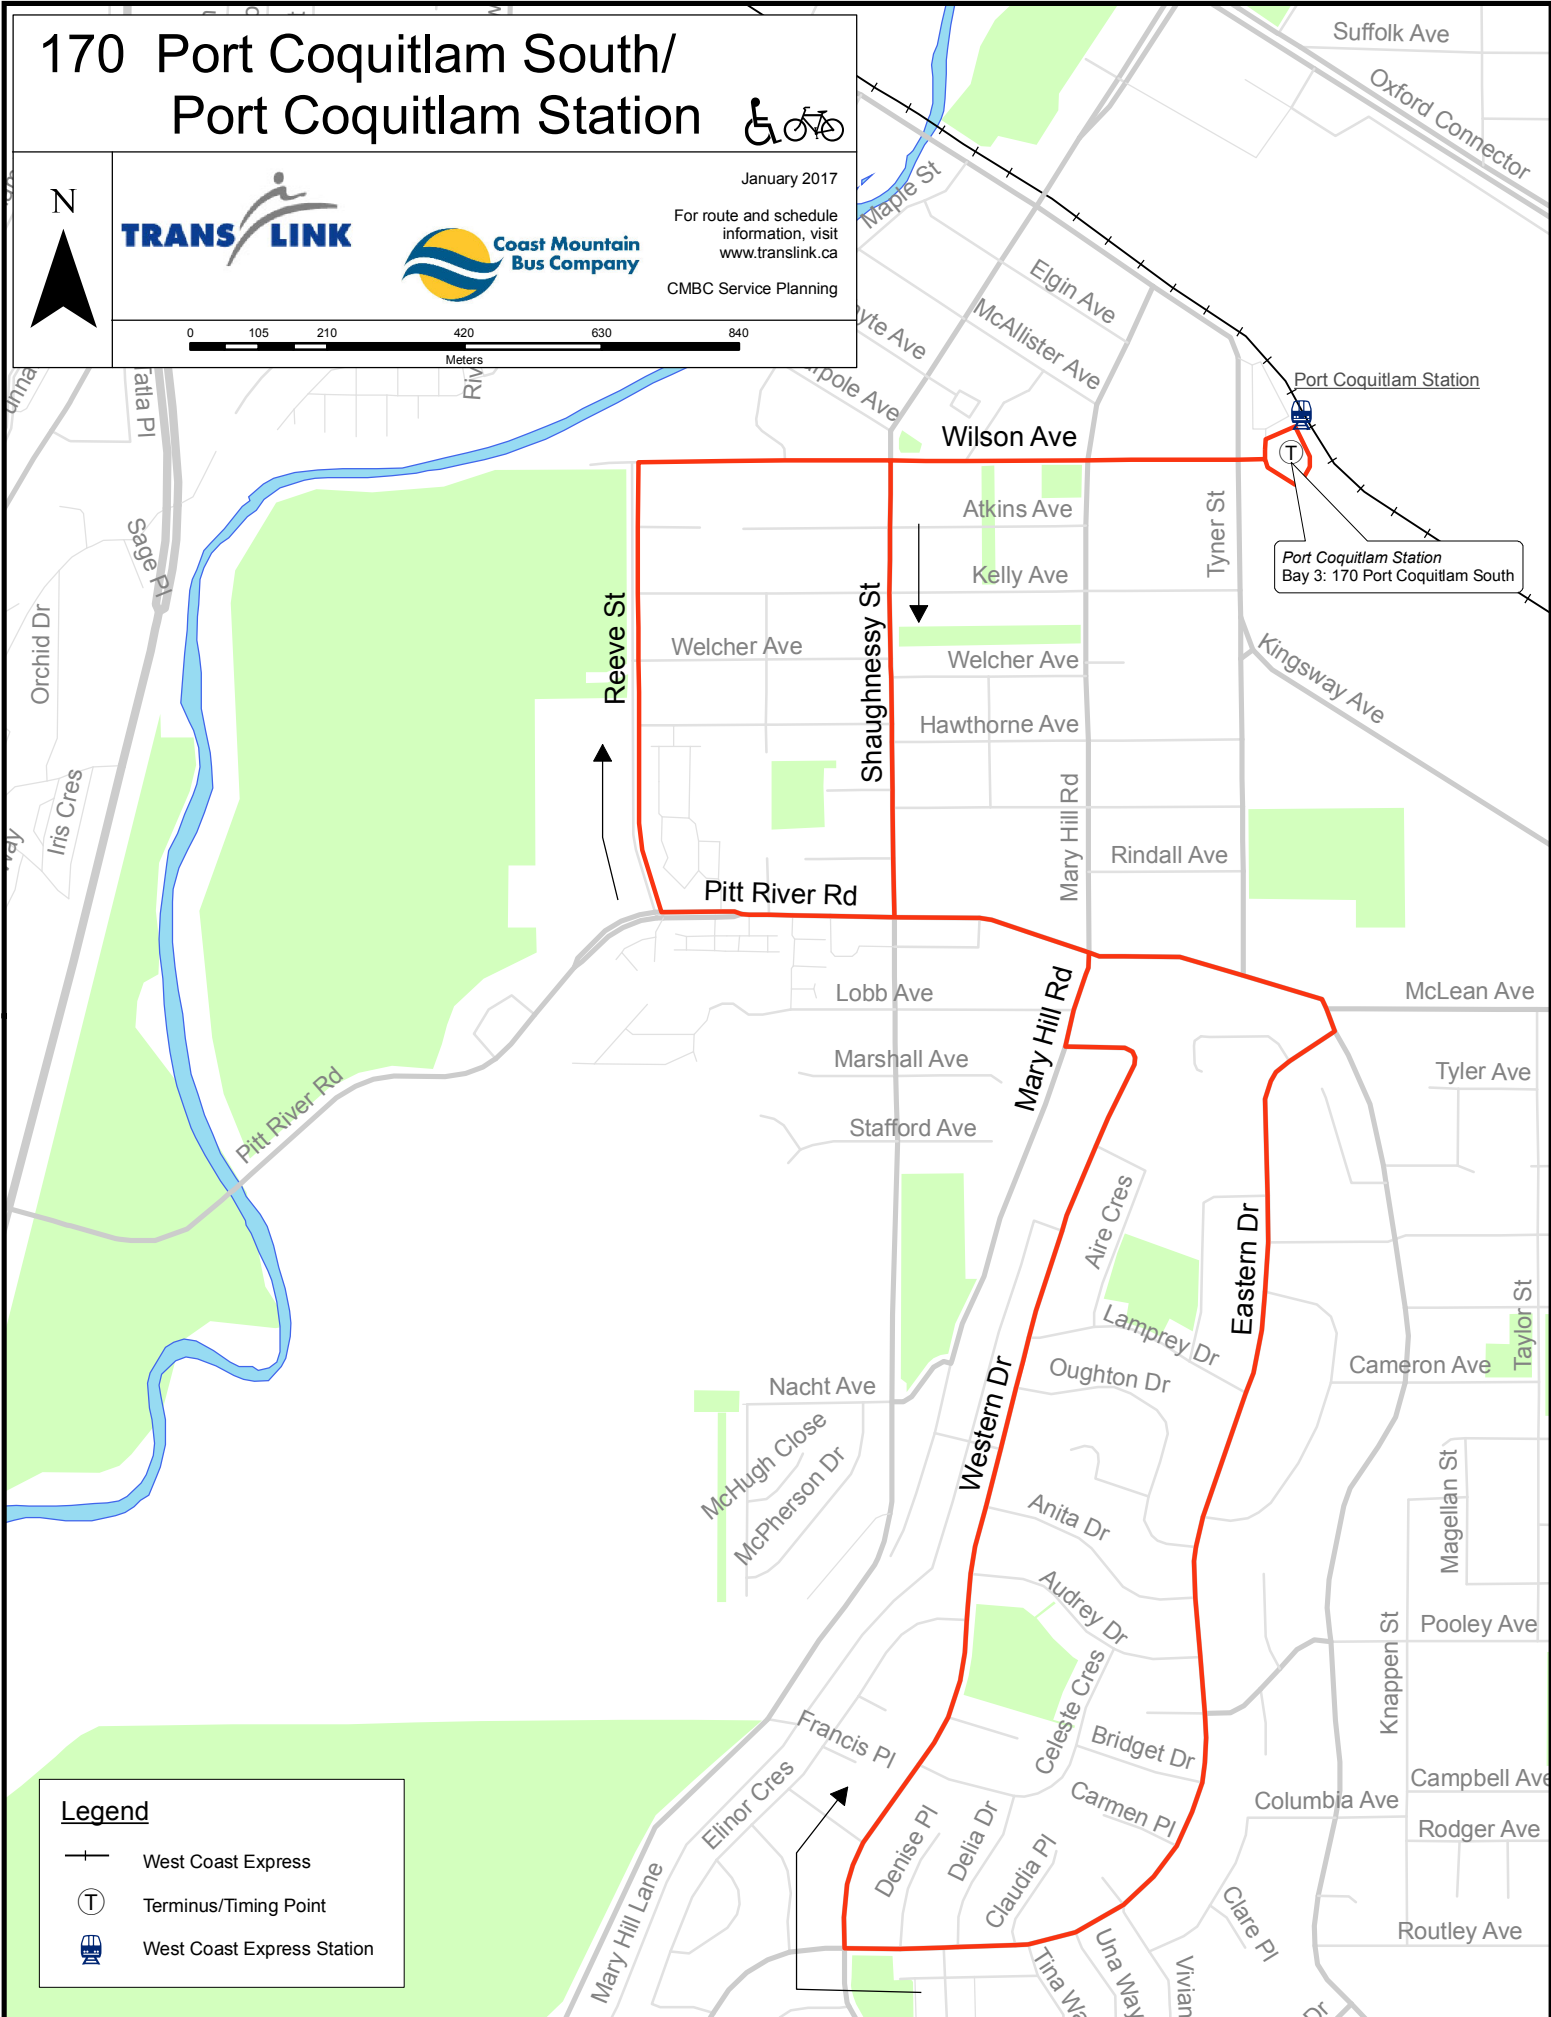 170 Port Coquitlam South/
Port Coquitlam Station
N
TRANS LINK
Coast Mountain
Bus Company
January 2017
For route and schedule
information, visit
www.translink.ca
CMBC Service Planning
0 105 210 420 630 840
Meters
Suffolk Ave
Oxford Connector
Maple St
Elgin Ave
McAllister Ave
Port Coquitlam Station
T
Wilson Ave
Tatla Pl
Atkins Ave
Tyner St
Port Coquitlam Station
Bay 3: 170 Port Coquitlam South
Sage Pl
Kelly Ave
Reeve St
Shaughnessy St
Orchid Dr
Welcher Ave
Welcher Ave
Kingsway Ave
Hawthorne Ave
Iris Cres
Mary Hill Rd
Rindall Ave
Pitt River Rd
Lobb Ave
Mary Hill Rd
McLean Ave
Marshall Ave
Tyler Ave
Pitt River Rd
Stafford Ave
Aire Cres
Eastern Dr
Lamprey Dr
Taylor St
Oughton Dr
Cameron Ave
Nacht Ave
Western Dr
McHugh Close
McPherson Dr
Anita Dr
Magellan St
Audrey Dr
Pooley Ave
Knappen St
Celeste Cres
Francis Pl
Bridget Dr
Elinor Cres
Campbell Ave
Carmen Pl
Columbia Ave
Rodger Ave
Denise Pl
Delia Dr
Claudia Pl
Clare Pl
Mary Hill Lane
Routley Ave
Una Way
Dr
Legend
West Coast Express
T Terminus/Timing Point
West Coast Express Station